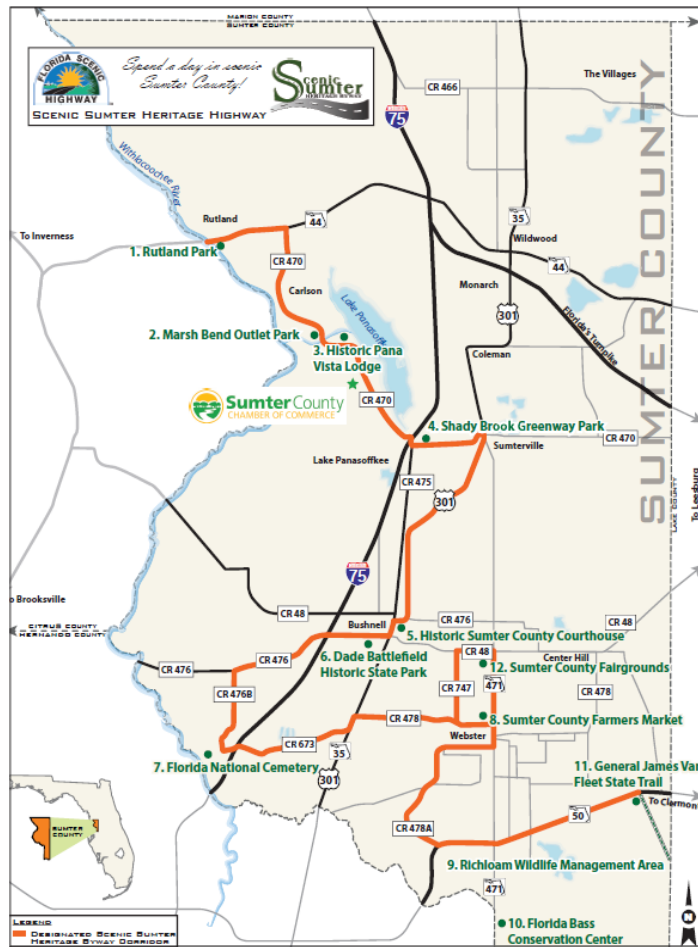 MARION COUNTY
SUMTER COUNTY
FLORIDA SCENIC
HIGHWAY
Spend a day in scenic
Sumter County!
Scenic
Sumter
HERITAGE BYWAY
SCENIC SUMTER HERITAGE HIGHWAY
CR 466
The Villages
75
SUMTER COUNTY
Withlacoochee River
35
Rutland
44
To Inverness
Wildwood
1. Rutland Park
44
CR 470
Carlson
Monarch
Lake Panasoff
Florida's Turnpike
301
2. Marsh Bend Outlet Park
3. Historic Pana
Vista Lodge
Coleman
SumterCounty
CHAMBER OF COMMERCE
CR 470
4. Shady Brook Greenway Park
CR 470
Sumterville
Lake Panasoffkee
CR 475
301
To Leesburg
LAKE COUNTY
SUMTER COUNTY
75
o Brooksville
CR 48
CITRUS COUNTY
HERNANDO COUNTY
Bushnell
CR 476
CR 48
5. Historic Sumter County Courthouse
CR 476
CR 476
6. Dade Battlefield
Historic State Park
CR 48
Center Hill
12. Sumter County Fairgrounds
CR 476B
CR 747
471
CR 478
CR 478
8. Sumter County Farmers Market
Webster
CR 673
35
7. Florida National Cemetery
301
11. General James Van
Fleet State Trail
To Clermont
SUMTER
COUNTY
50
CR 478A
9. Richloam Wildlife Management Area
471
LEGEND
DESIGNATED SCENIC SUMTER
HERITAGE BYWAY CORRIDOR
10. Florida Bass
Conservation Center
N